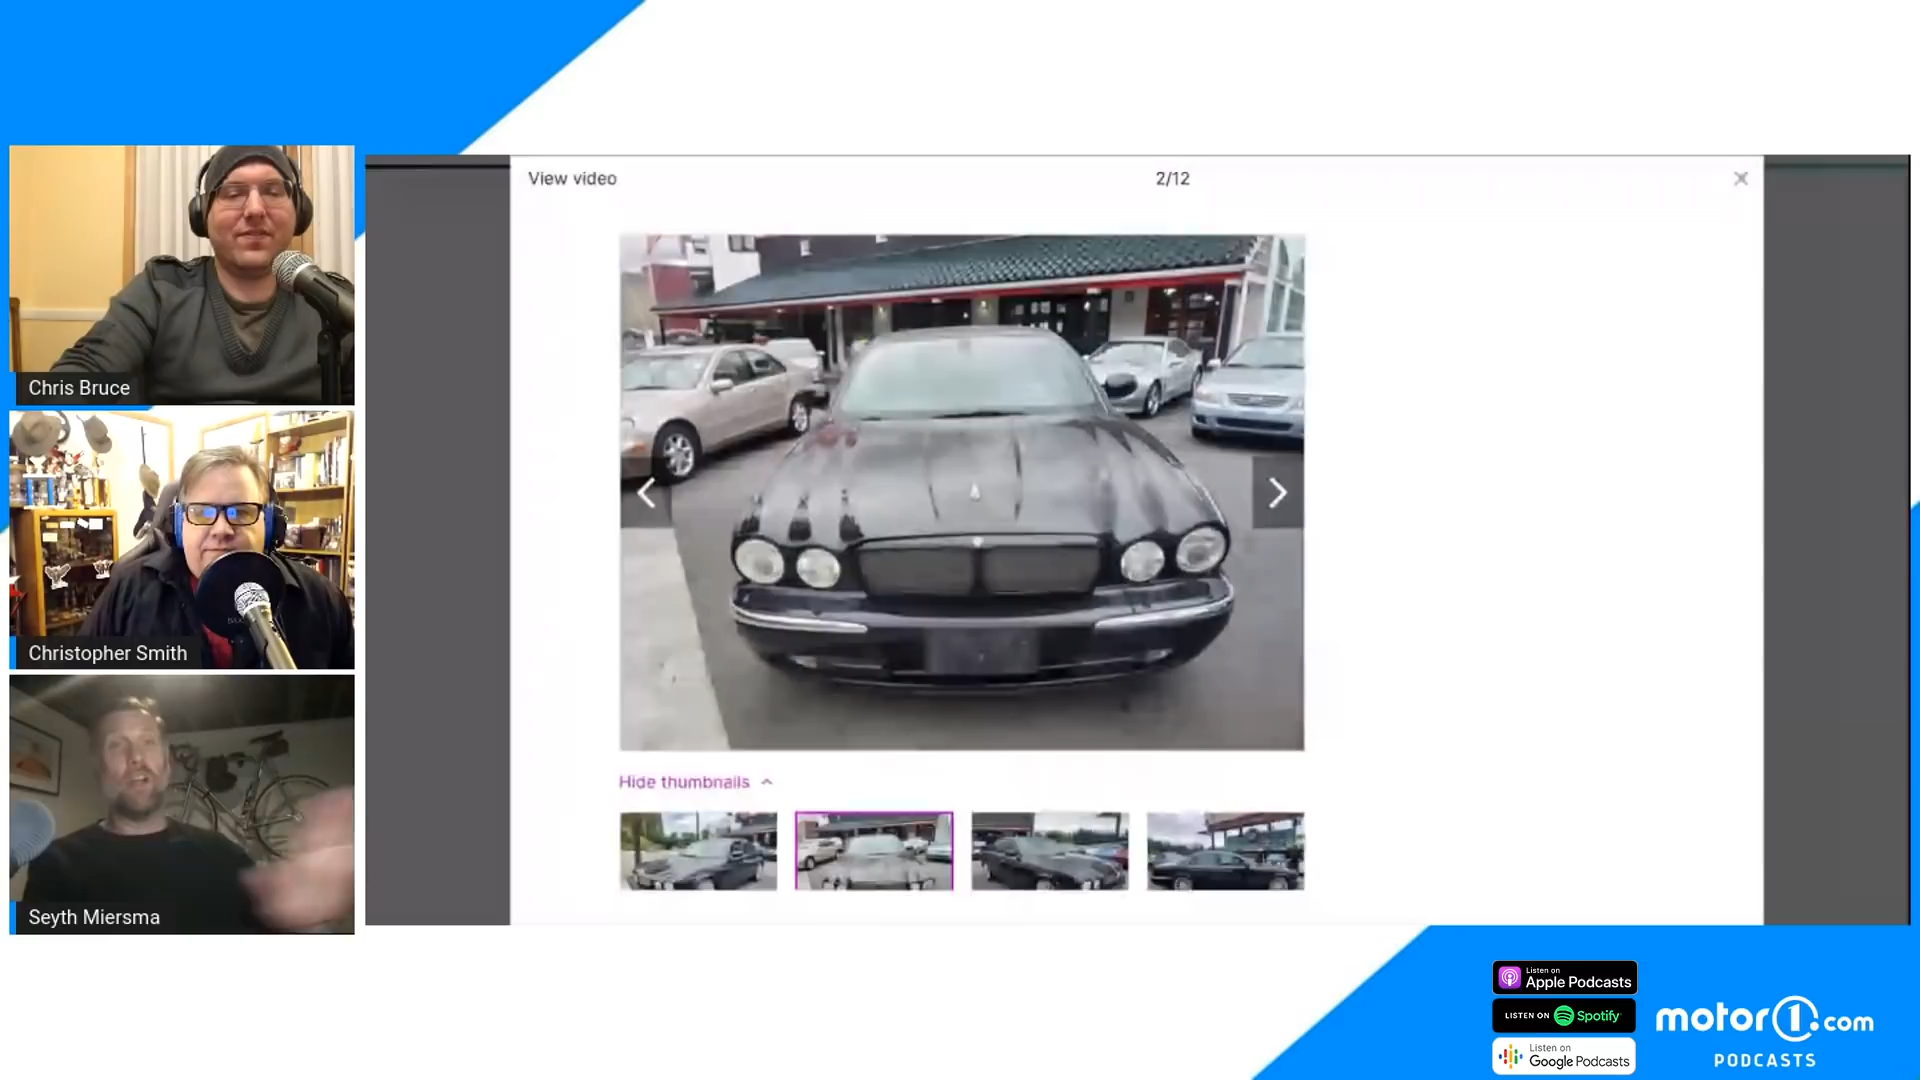 View video
2/12
Chris Bruce
Christopher Smith
Seyth Miersma
Hide thumbnails
Listen on
Apple Podcasts
LISTEN ON Spotify
Listen on
Google Podcasts
motor1.com
PODCASTS